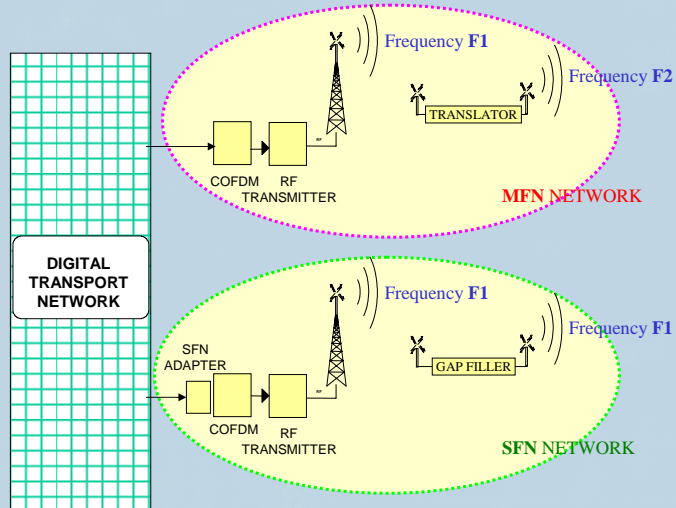 Frequency F1
Frequency F2
TRANSLATOR
RF
COFDM
RF
TRANSMITTER
MFN NETWORK
DIGITAL
TRANSPORT
NETWORK
Frequency F1
Frequency F1
SFN
ADAPTER
GAP FILLER
COFDM
RF
TRANSMITTER
SFN NETWORK